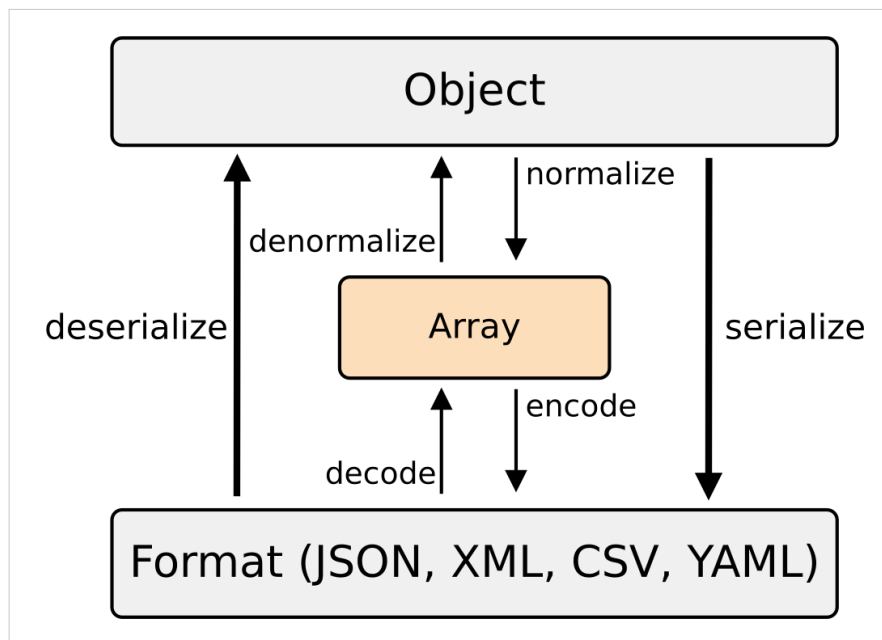 Object
normalize
denormalize
deserialize
Array
serialize
encode
decode
Format (JSON, XML, CSV, YAML)